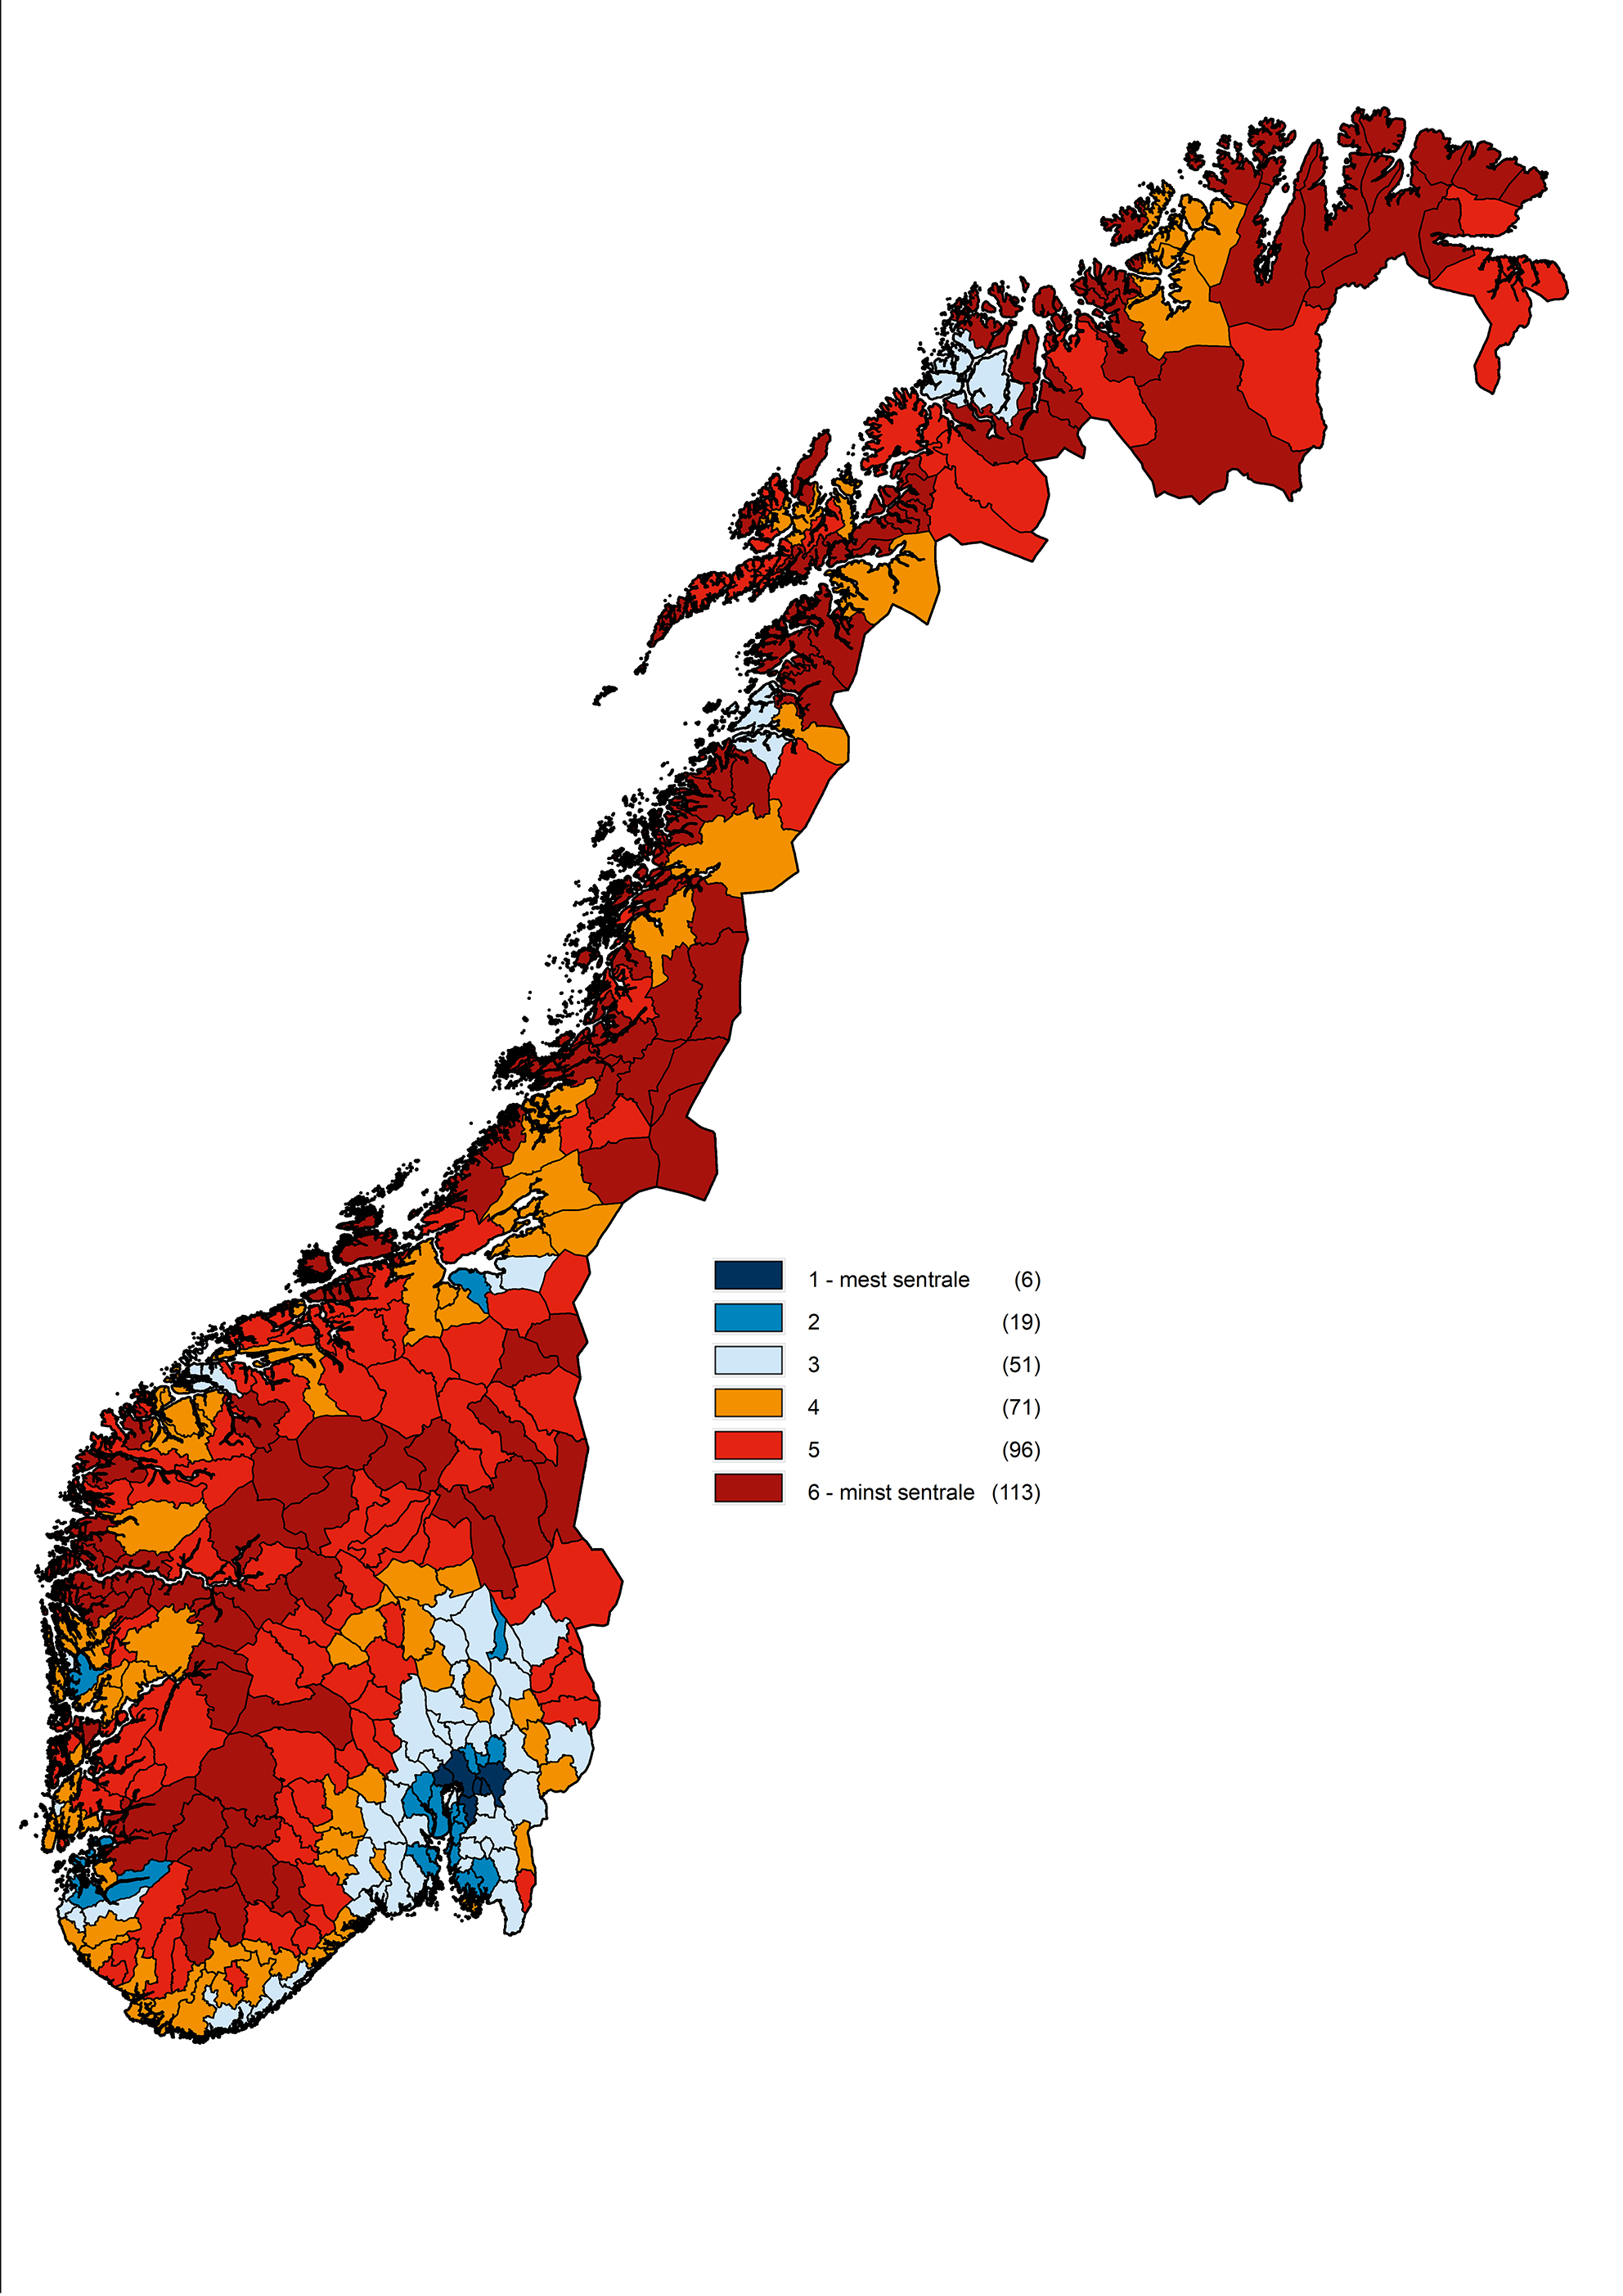 1 - mest sentrale (6)
2 (19)
3 (51)
4 (71)
5 (96)
6 - minst sentrale (113)